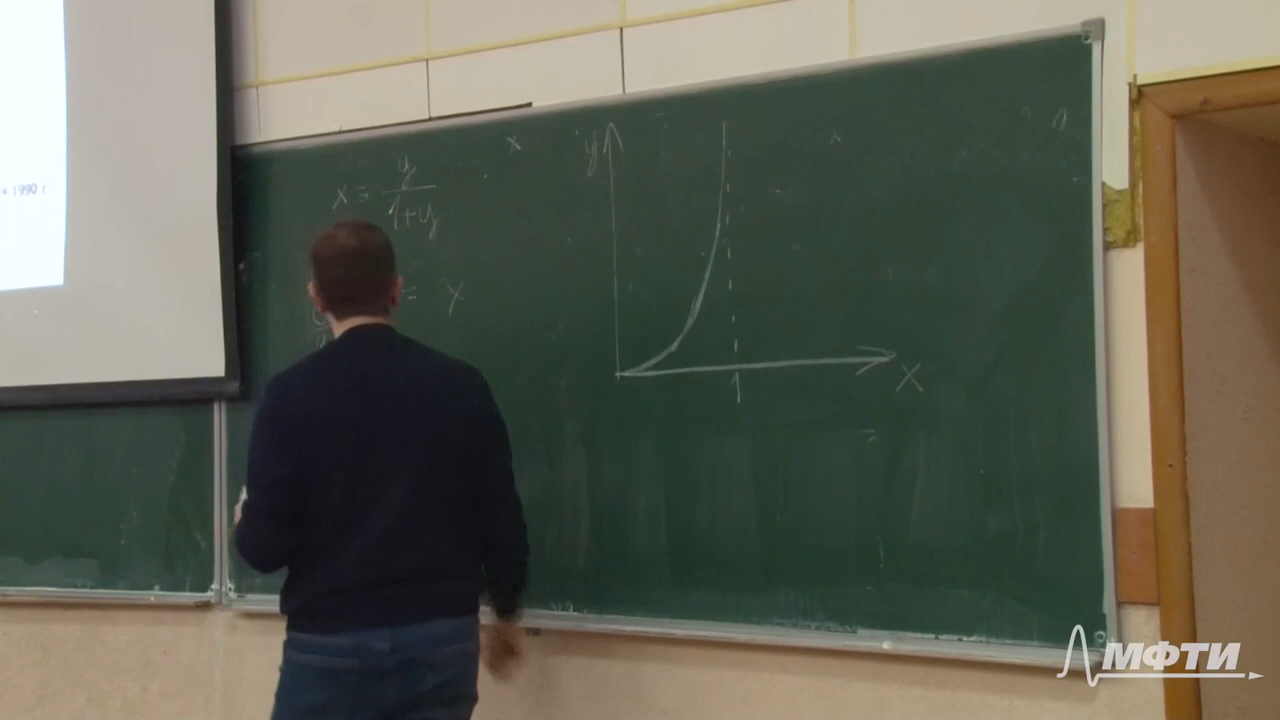 1990 г
x = y/(1+y)
= x
y
1
x
МФТИ